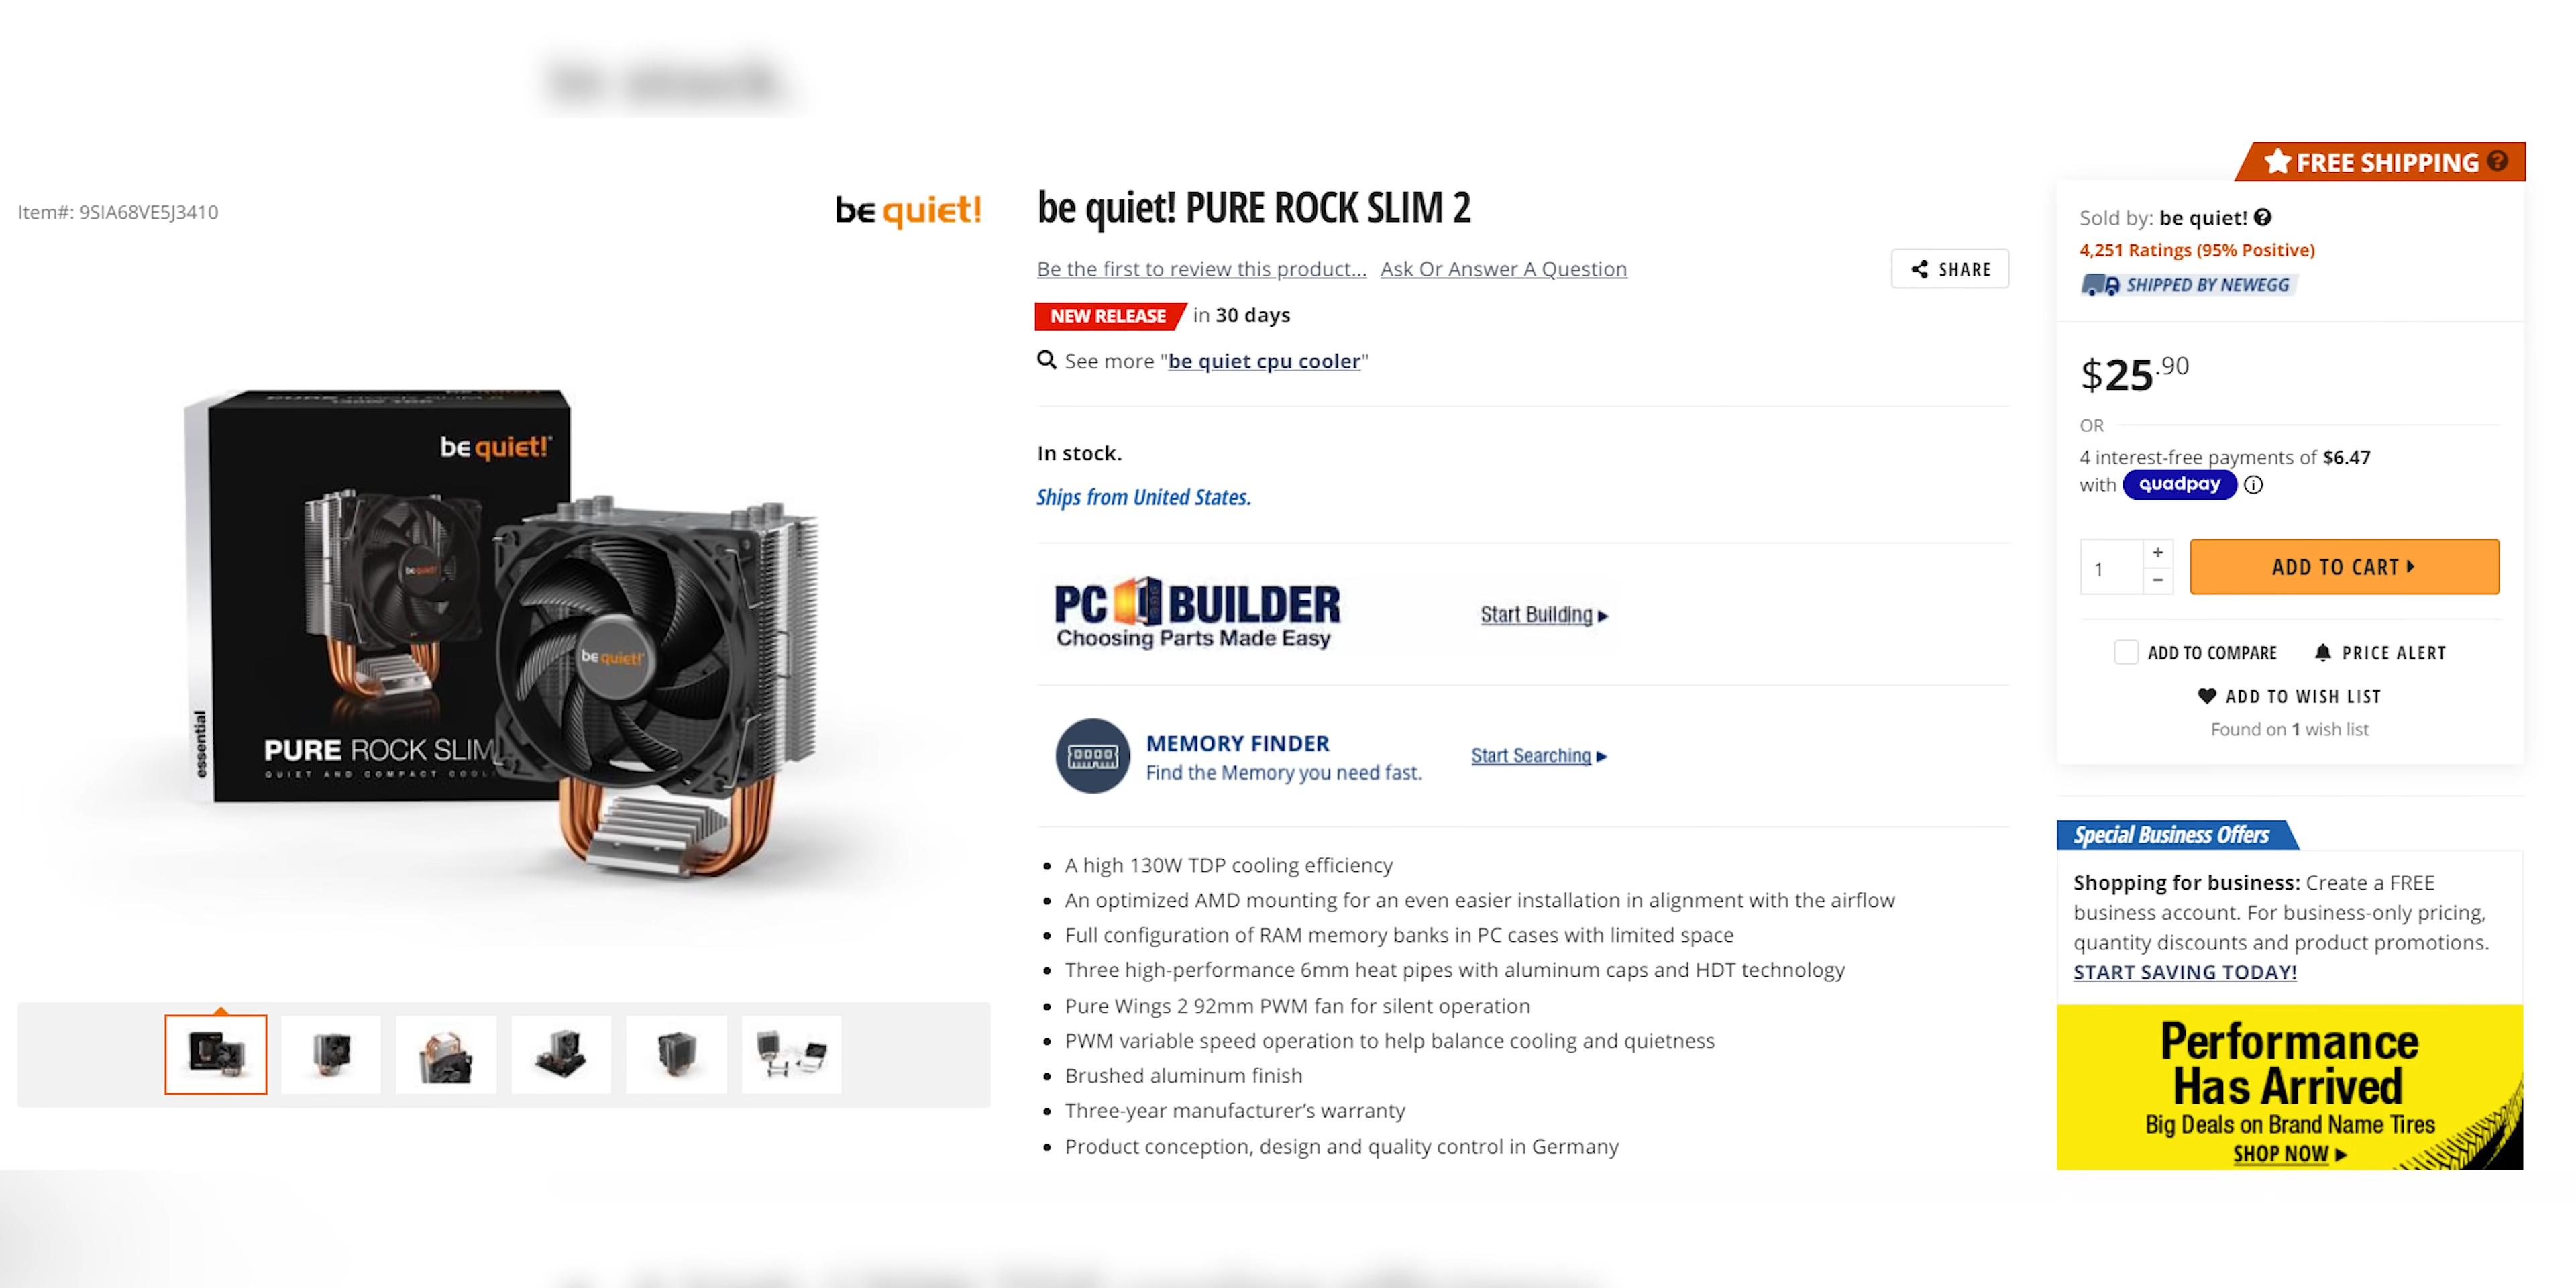 In stock.
FREE SHIPPING
Item#: 9SIA68VE5J3410
be quiet!
be quiet! PURE ROCK SLIM 2
Be the first to review this product... Ask Or Answer A Question
SHARE
NEW RELEASE in 30 days
See more "be quiet cpu cooler"
In stock.
Ships from United States.
PC BUILDER
Choosing Parts Made Easy
Start Building
MEMORY FINDER
Find the Memory you need fast.
Start Searching
A high 130W TDP cooling efficiency
An optimized AMD mounting for an even easier installation in alignment with the airflow
Full configuration of RAM memory banks in PC cases with limited space
Three high-performance 6mm heat pipes with aluminum caps and HDT technology
Pure Wings 2 92mm PWM fan for silent operation
PWM variable speed operation to help balance cooling and quietness
Brushed aluminum finish
Three-year manufacturer’s warranty
Product conception, design and quality control in Germany
be quiet!
be quiet!
be quiet!
essential
PURE ROCK SLIM
QUIET AND COMPACT
Sold by: be quiet!
4,251 Ratings (95% Positive)
SHIPPED BY NEWEGG
$25.90
OR
4 interest-free payments of $6.47
with quadpay
1
ADD TO CART
ADD TO COMPARE PRICE ALERT
ADD TO WISH LIST
Found on 1 wish list
Special Business Offers
Shopping for business: Create a FREE
business account. For business-only pricing,
quantity discounts and product promotions.
START SAVING TODAY!
Performance
Has Arrived
Big Deals on Brand Name Tires
SHOP NOW